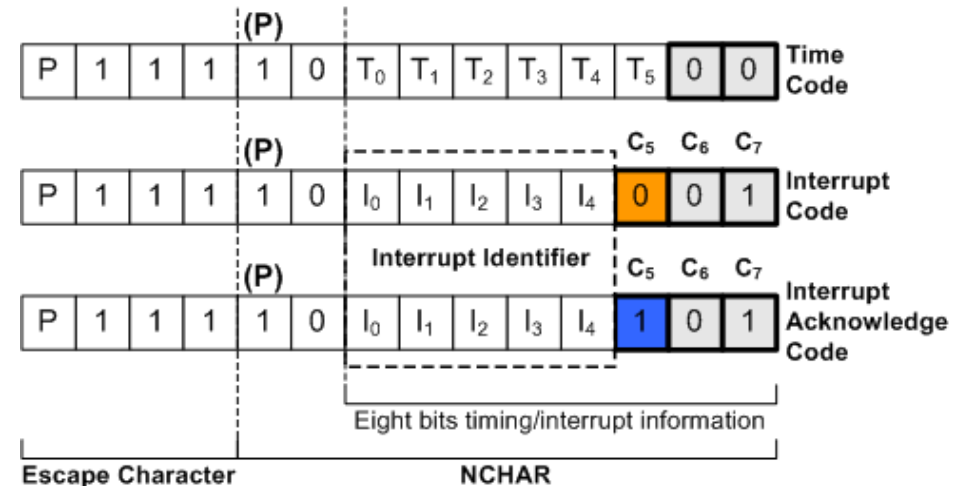 (P)
P 1 1 1 1 0 T₀ T₁ T₂ T₃ T₄ T₅ 0 0 Time
Code
C₅ C₆ C₇
(P)
P 1 1 1 1 0 I₀ I₁ I₂ I₃ I₄ 0 0 1 Interrupt
Code
Interrupt Identifier
C₅ C₆ C₇
(P)
P 1 1 1 1 0 I₀ I₁ I₂ I₃ I₄ 1 0 1 Interrupt
Acknowledge
Code
Eight bits timing/interrupt information
Escape Character NCHAR